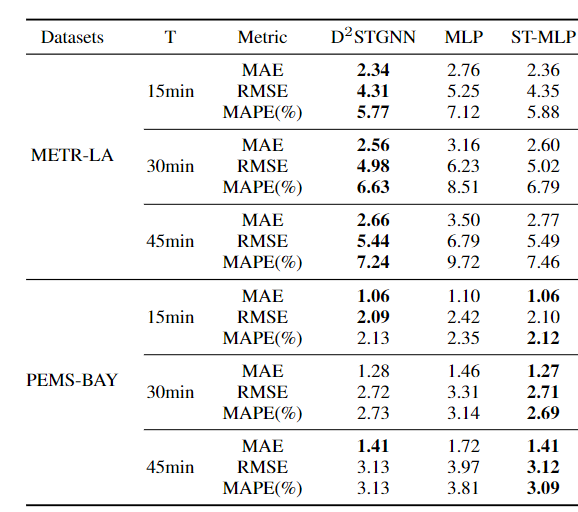 Datasets T Metric D²STGNN MLP ST-MLP
MAE 2.34 2.76 2.36
15min RMSE 4.31 5.25 4.35
MAPE(%) 5.77 7.12 5.88
MAE 2.56 3.16 2.60
METR-LA 30min RMSE 4.98 6.23 5.02
MAPE(%) 6.63 8.51 6.79
MAE 2.66 3.50 2.77
45min RMSE 5.44 6.79 5.49
MAPE(%) 7.24 9.72 7.46
MAE 1.06 1.10 1.06
15min RMSE 2.09 2.42 2.10
MAPE(%) 2.13 2.35 2.12
MAE 1.28 1.46 1.27
PEMS-BAY 30min RMSE 2.72 3.31 2.71
MAPE(%) 2.73 3.14 2.69
MAE 1.41 1.72 1.41
45min RMSE 3.13 3.97 3.12
MAPE(%) 3.13 3.81 3.09